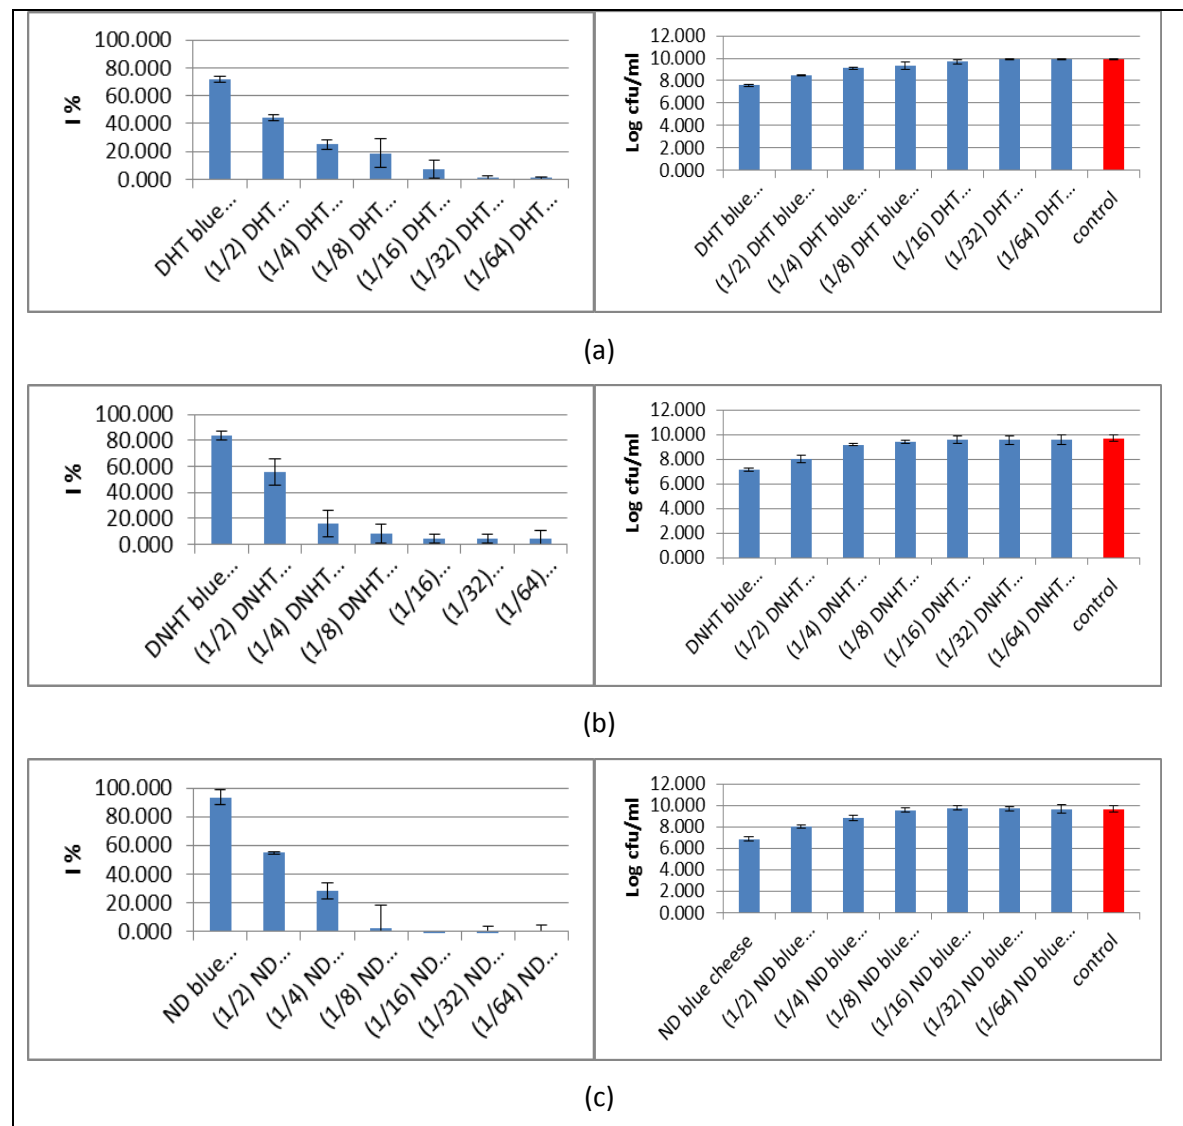 100.000
80.000
60.000
40.000
20.000
0.000
I %
DHT blue...
(1/2) DHT...
(1/4) DHT...
(1/8) DHT...
(1/16) DHT...
(1/32) DHT...
(1/64) DHT...
12.000
10.000
8.000
6.000
4.000
2.000
0.000
Log cfu/ml
DHT blue...
(1/2) DHT blue...
(1/4) DHT blue...
(1/8) DHT blue...
(1/16) DHT...
(1/32) DHT...
(1/64) DHT...
control
(a)
100.000
80.000
60.000
40.000
20.000
0.000
I %
DNHT blue...
(1/2) DNHT...
(1/4) DNHT...
(1/8) DNHT...
(1/16)...
(1/32)...
(1/64)...
12.000
10.000
8.000
6.000
4.000
2.000
0.000
Log cfu/ml
DNHT blue...
(1/2) DNHT...
(1/4) DNHT...
(1/8) DNHT...
(1/16) DNHT...
(1/32) DNHT...
(1/64) DNHT...
control
(b)
100.000
80.000
60.000
40.000
20.000
0.000
I %
ND blue...
(1/2) ND...
(1/4) ND...
(1/8) ND...
(1/16) ND...
(1/32) ND...
(1/64) ND...
12.000
10.000
8.000
6.000
4.000
2.000
0.000
Log cfu/ml
ND blue cheese
(1/2) ND blue...
(1/4) ND blue...
(1/8) ND blue...
(1/16) ND blue...
(1/32) ND blue...
(1/64) ND blue...
control
(c)